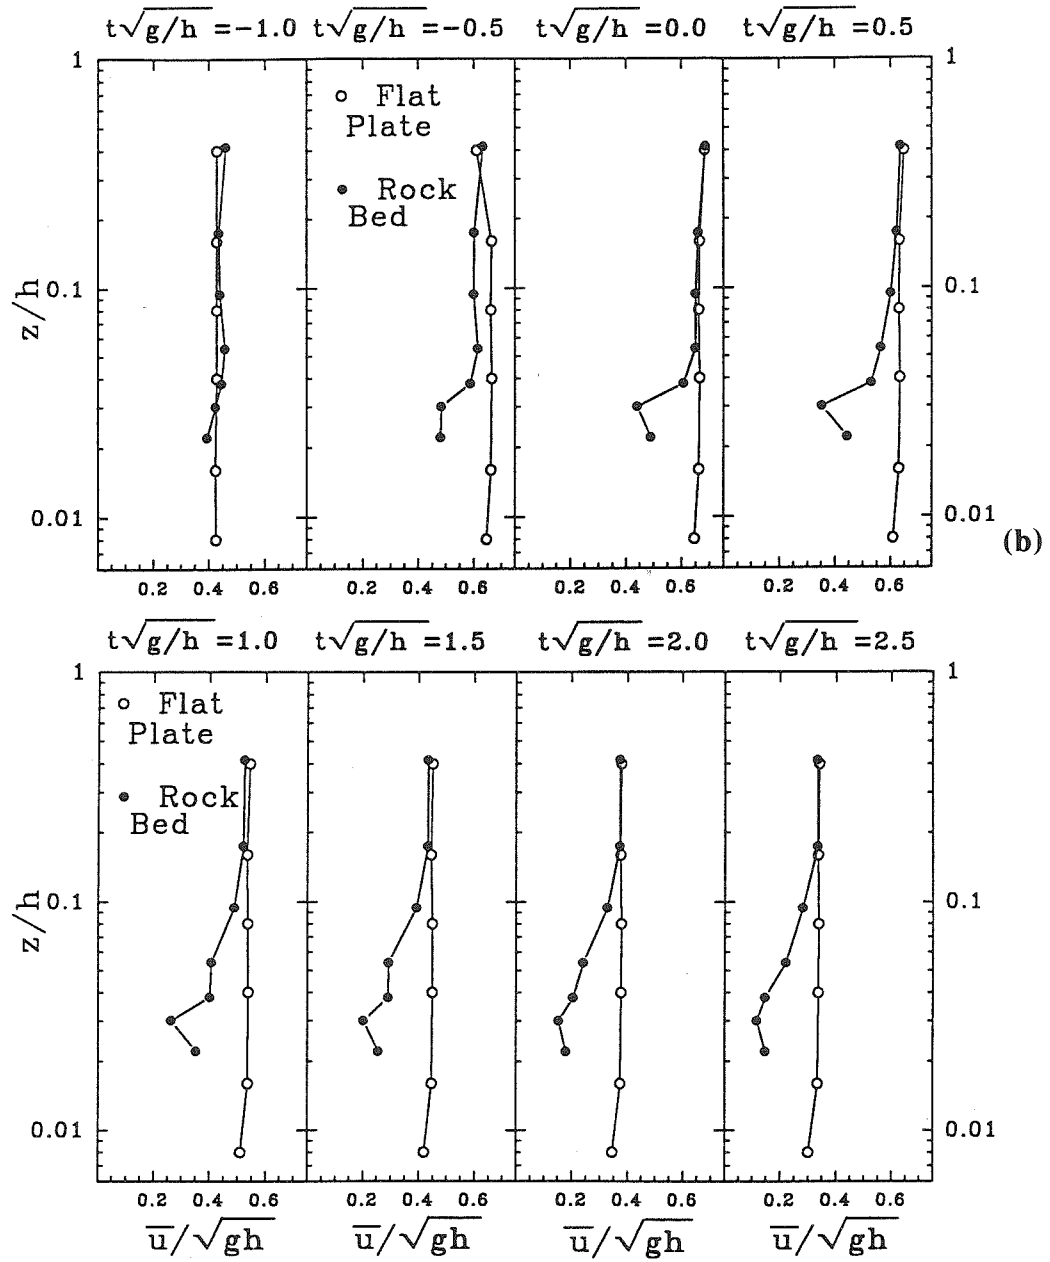 t√g/h =-1.0 t√g/h =-0.5 t√g/h =0.0 t√g/h =0.5
1 1
○ Flat
Plate
● Rock
Bed
z/h 0.1 0.1
0.01 0.01
(b)
0.2 0.4 0.6 0.2 0.4 0.6 0.2 0.4 0.6 0.2 0.4 0.6
t√g/h =1.0 t√g/h =1.5 t√g/h =2.0 t√g/h =2.5
1 1
○ Flat
Plate
● Rock
Bed
z/h 0.1 0.1
0.01 0.01
0.2 0.4 0.6 0.2 0.4 0.6 0.2 0.4 0.6 0.2 0.4 0.6
u̅/√gh u̅/√gh u̅/√gh u̅/√gh